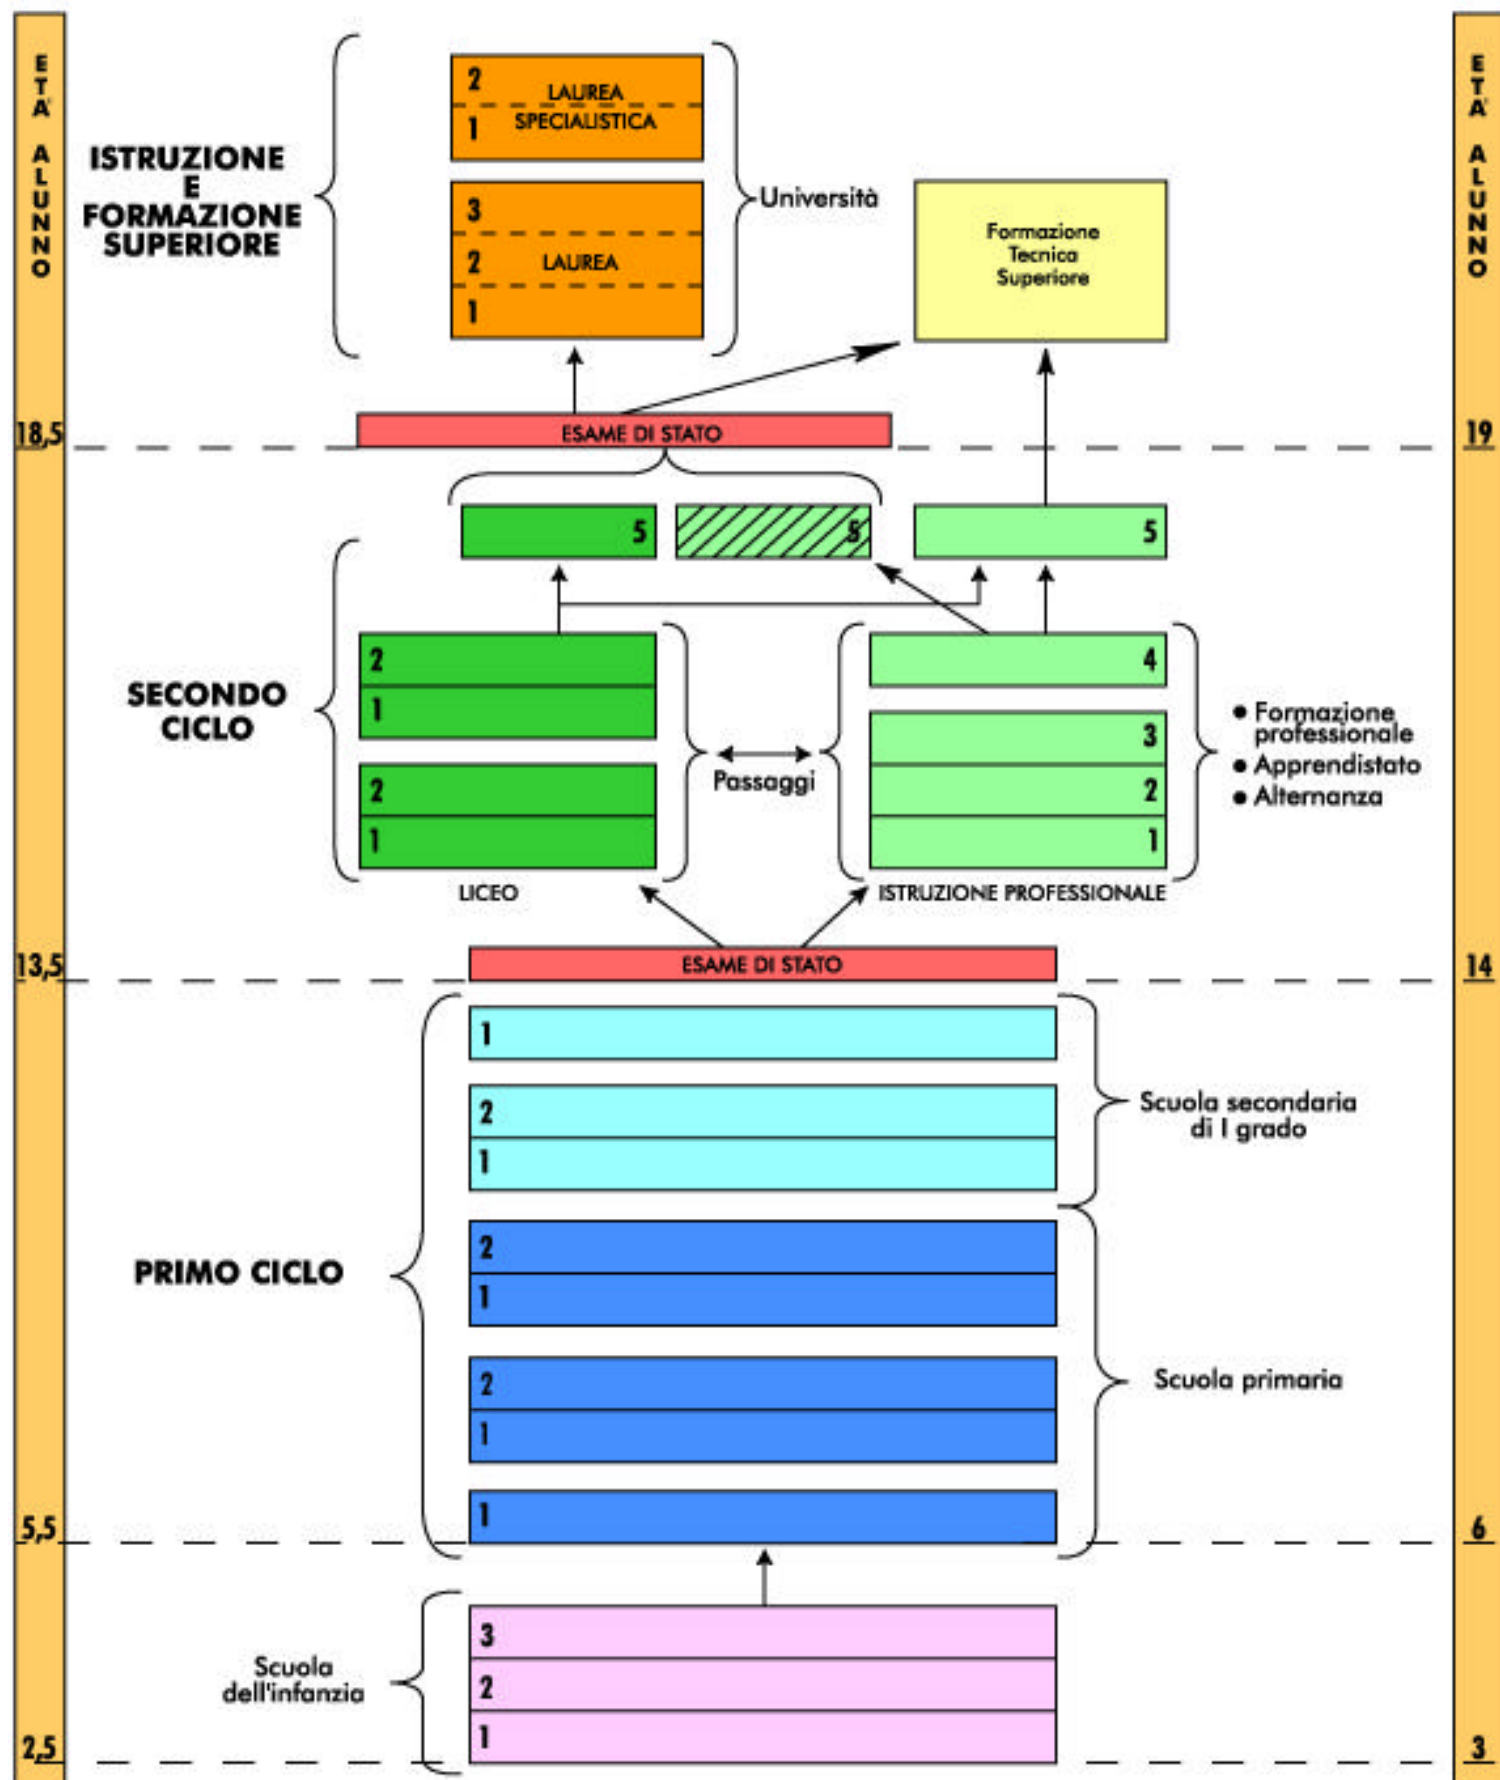 ETÀ ALUNNO
ETÀ ALUNNO
2
LAUREA
SPECIALISTICA
1
ISTRUZIONE
E
FORMAZIONE
SUPERIORE
3
2
LAUREA
1
Università
Formazione
Tecnica
Superiore
18,5
ESAME DI STATO
19
5
5
5
SECONDO
CICLO
2
1
2
1
LICEO
Passaggi
4
3
2
1
ISTRUZIONE PROFESSIONALE
● Formazione
professionale
● Apprendistato
● Alternanza
13,5
ESAME DI STATO
14
1
2
1
Scuola secondaria
di I grado
PRIMO CICLO
2
1
2
1
1
Scuola primaria
5,5
6
Scuola
dell'infanzia
3
2
1
2,5
3